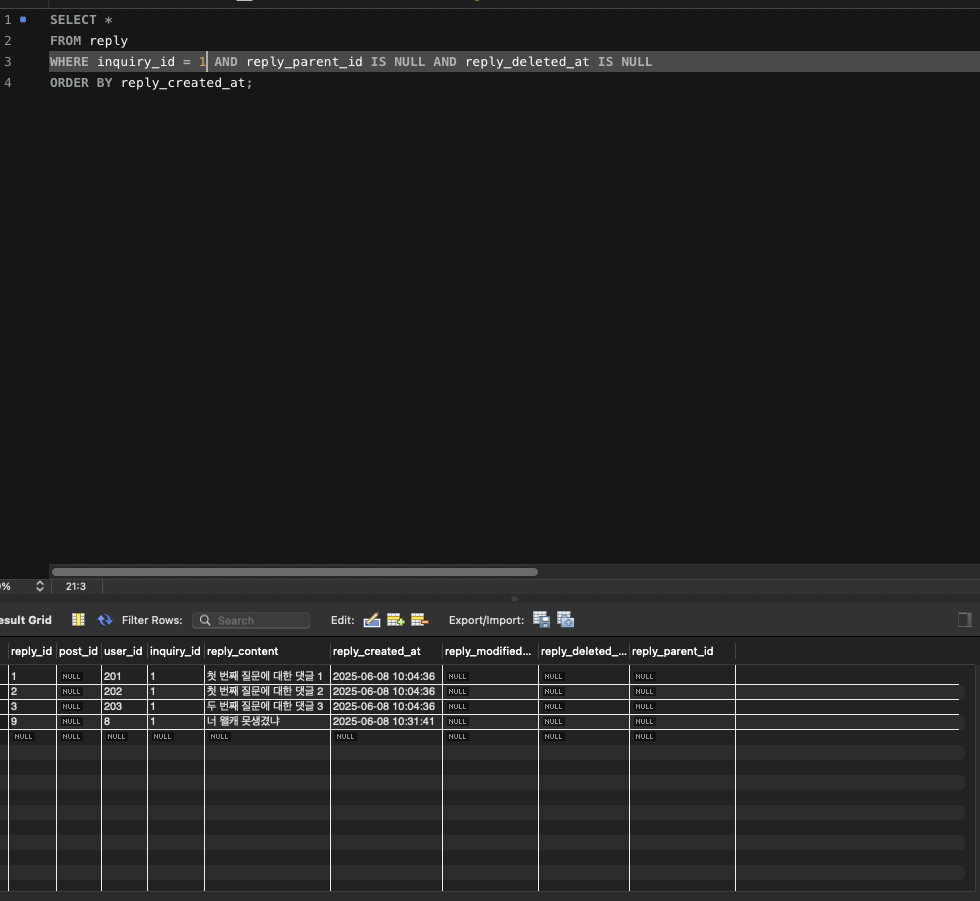 1 SELECT *
2 FROM reply
3 WHERE inquiry_id = 1 AND reply_parent_id IS NULL AND reply_deleted_at IS NULL
4 ORDER BY reply_created_at;
% 21:3
esult Grid Filter Rows: Search Edit: Export/Import:
reply_id post_id user_id inquiry_id reply_content reply_created_at reply_modified... reply_deleted_... reply_parent_id
1 NULL 201 1 첫 번째 질문에 대한 댓글 1 2025-06-08 10:04:36 NULL NULL NULL
2 NULL 202 1 첫 번째 질문에 대한 댓글 2 2025-06-08 10:04:36 NULL NULL NULL
3 NULL 203 1 두 번째 질문에 대한 댓글 3 2025-06-08 10:04:36 NULL NULL NULL
9 NULL 8 1 너 왤캐 못생겼냐 2025-06-08 10:31:41 NULL NULL NULL
NULL NULL NULL NULL NULL NULL NULL NULL NULL